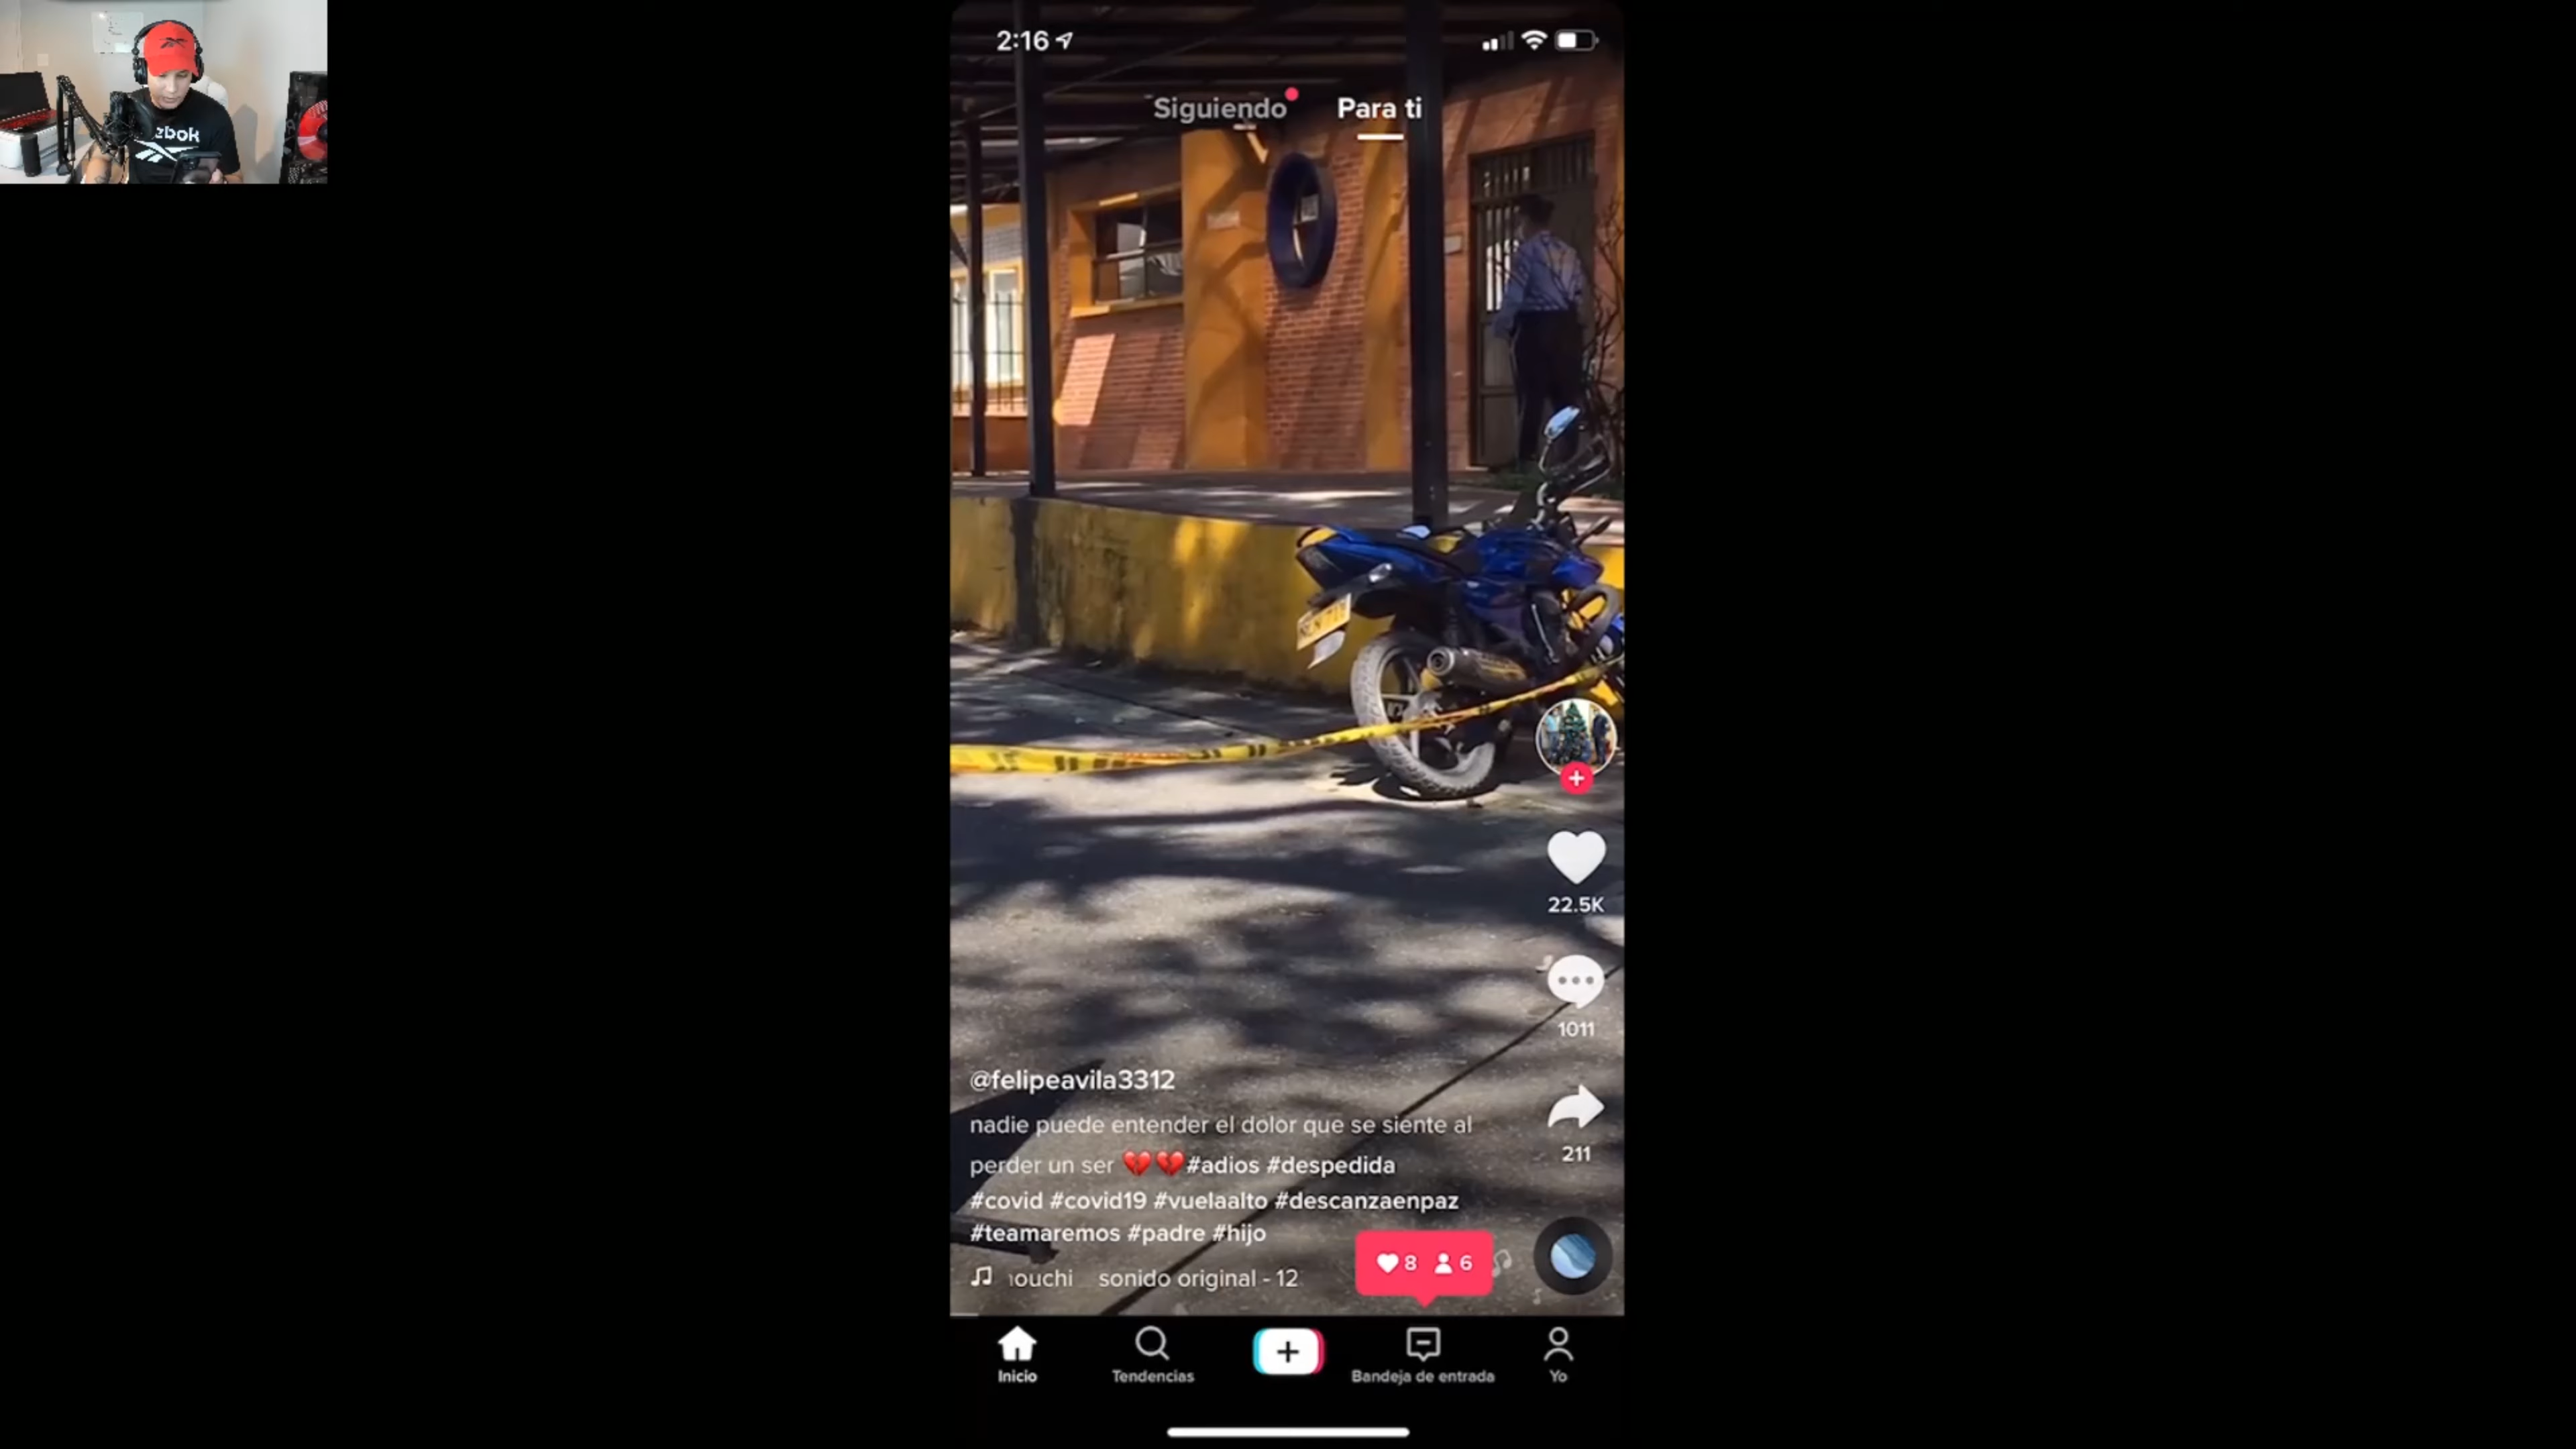 zbok
2:16
Siguiendo Para ti
22.5K
1011
211
@felipeavila3312
nadie puede entender el dolor que se siente al
perder un ser 💔💔#adios #despedida
#covid #covid19 #vuelaalto #descanzaenpaz
#teamaremos #padre #hijo
ouchi sonido original - 12
8 6
Inicio Tendencias Bandeja de entrada Yo